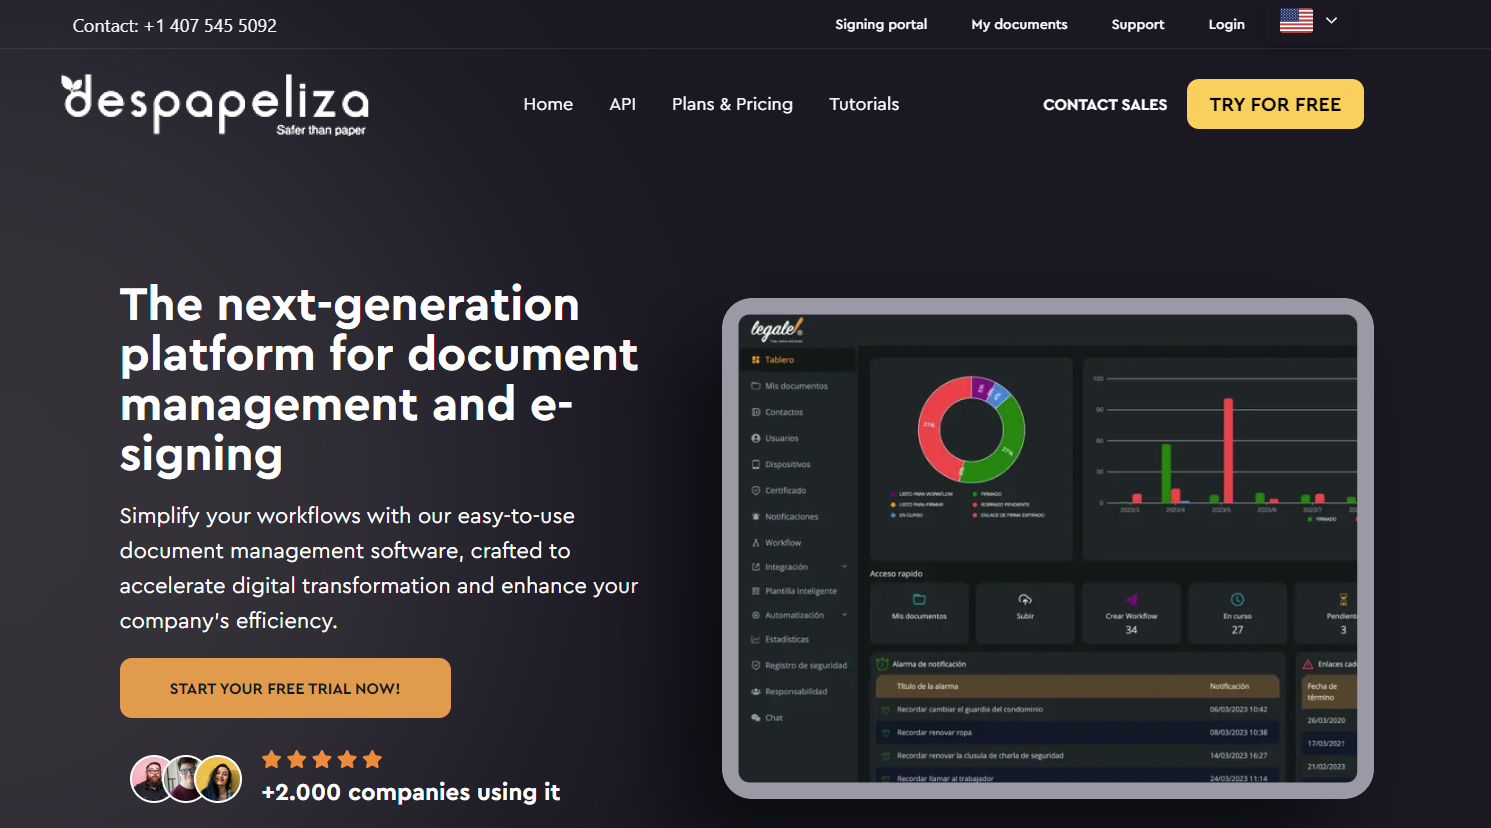 Contact: +1 407 545 5092
Signing portal
My documents
Support
Login
despapeliza
Safer than paper
Home
API
Plans & Pricing
Tutorials
CONTACT SALES
TRY FOR FREE
The next-generation
platform for document
management and e-
signing
Simplify your workflows with our easy-to-use
document management software, crafted to
accelerate digital transformation and enhance your
company's efficiency.
START YOUR FREE TRIAL NOW!
+2.000 companies using it
legale!
Tablero
Mis documentos
Contactos
Usuarios
Dispositivos
Certificado
Notificaciones
Workflow
Integración
Plantilla inteligente
Automatización
Estadísticas
Registro de seguridad
Responsabilidad
Chat
5%
4%
27%
51%
LISTO PARA WORKFLOW
FIRMADO
LISTO PARA FIRMAR
BORRADO PENDIENTE
EN CURSO
ENLACE DE FIRMA EXPIRADO
120
90
60
30
0
2023/3
2023/4
2023/5
2023/6
2023/7
FIRMADO
Acceso rapido
Mis documentos
Subir
Crear Workflow
34
En curso
27
Pendient
3
Alarma de notificación
Título de la alarma
Notificación
Recordar cambiar el guardia del condominio
06/03/2023 10:42
Recordar renovar ropa
08/03/2023 10:38
Recordar renovar la clusula de charla de seguridad
14/03/2023 16:27
Recordar llamar al trabajador
24/03/2023 11:14
Enlaces cad
Fecha de
término
26/03/2020
17/03/2021
21/02/2023